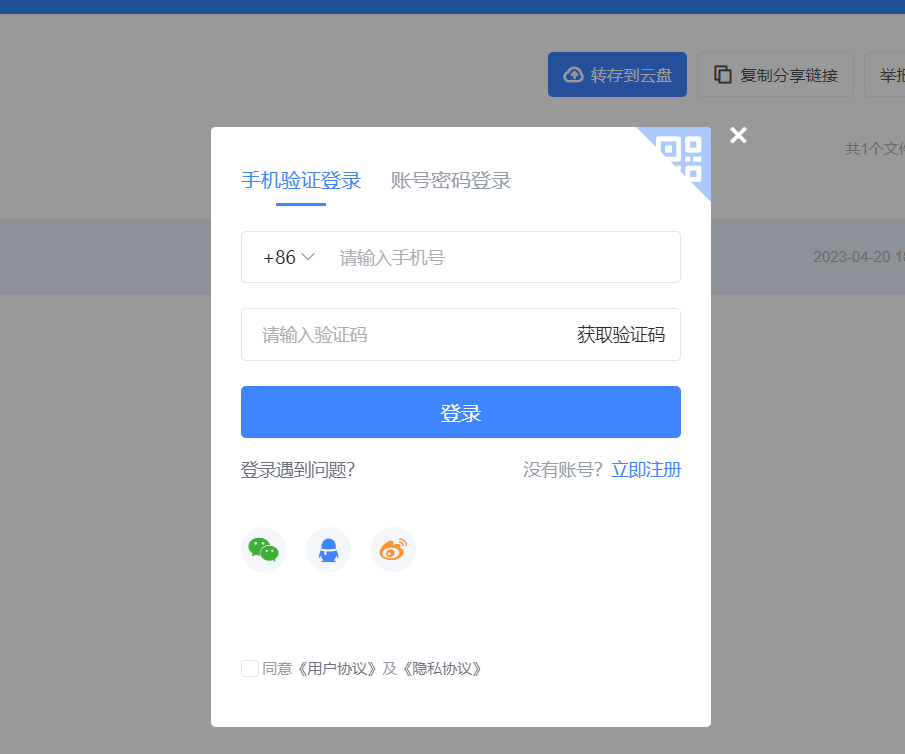 转存到云盘
复制分享链接
举报
共1个文件
手机验证登录
账号密码登录
2023-04-20 18
+86
请输入手机号
请输入验证码
获取验证码
登录
登录遇到问题?
没有账号? 立即注册
同意《用户协议》及《隐私协议》